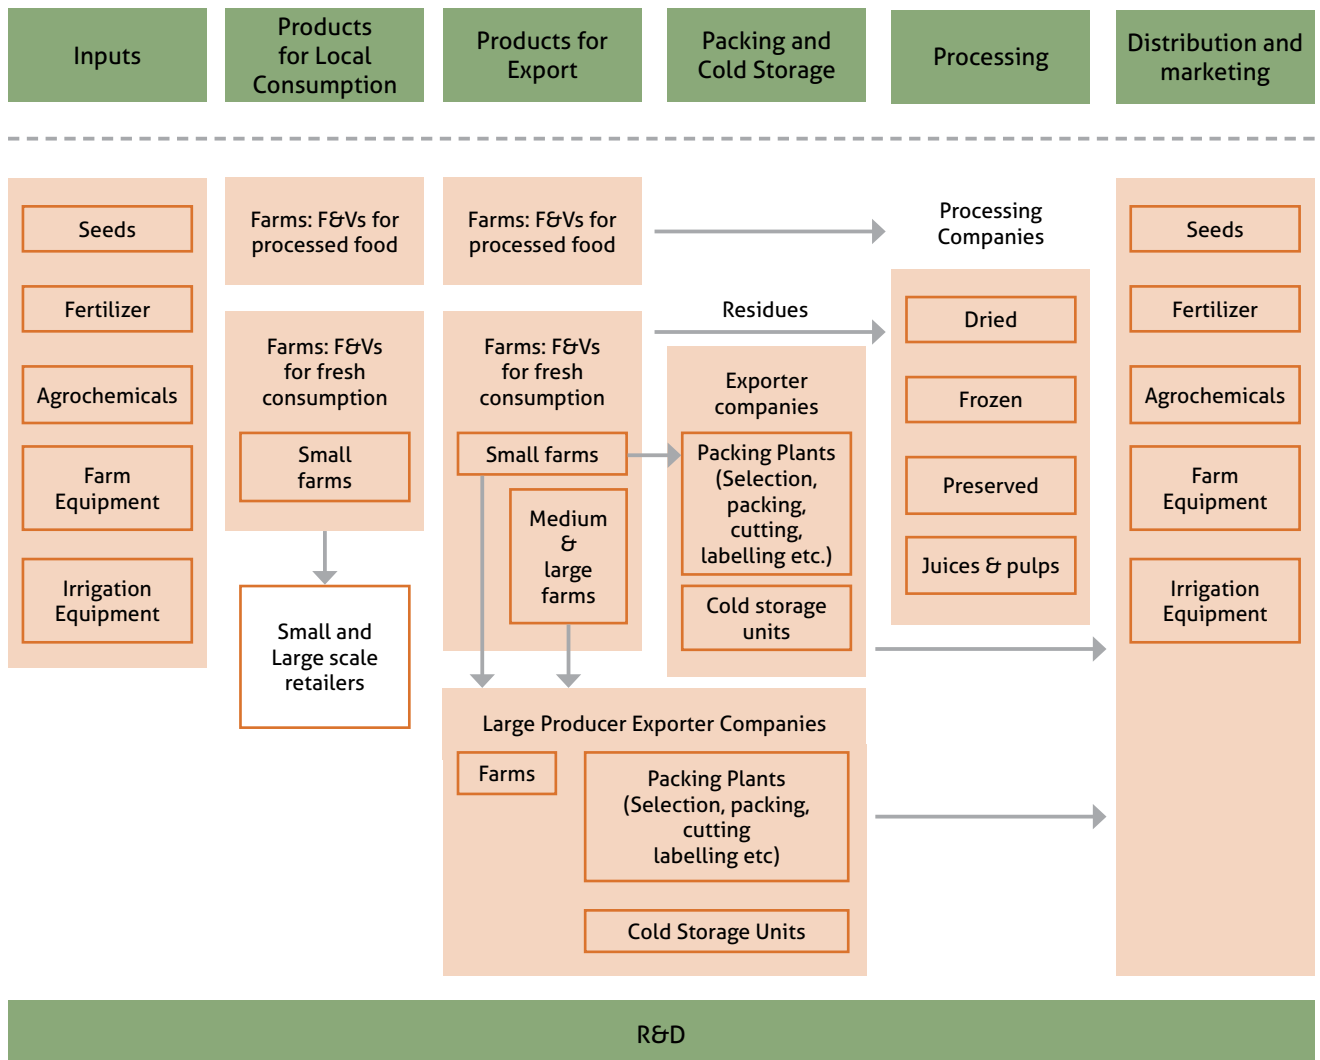 Inputs
Products
for Local
Consumption
Products for
Export
Packing and
Cold Storage
Processing
Distribution and
marketing
Seeds
Fertilizer
Agrochemicals
Farm
Equipment
Irrigation
Equipment
Farms: F&Vs for
processed food
Farms: F&Vs
for fresh
consumption
Small
farms
Small and
Large scale
retailers
Farms: F&Vs for
processed food
Farms: F&Vs
for fresh
consumption
Small farms
Medium
&
large
farms
Residues
Exporter
companies
Packing Plants
(Selection,
packing,
cutting,
labelling etc.)
Cold storage
units
Large Producer Exporter Companies
Farms
Packing Plants
(Selection, packing,
cutting
labelling etc)
Cold Storage Units
Processing
Companies
Dried
Frozen
Preserved
Juices & pulps
Seeds
Fertilizer
Agrochemicals
Farm
Equipment
Irrigation
Equipment
R&D